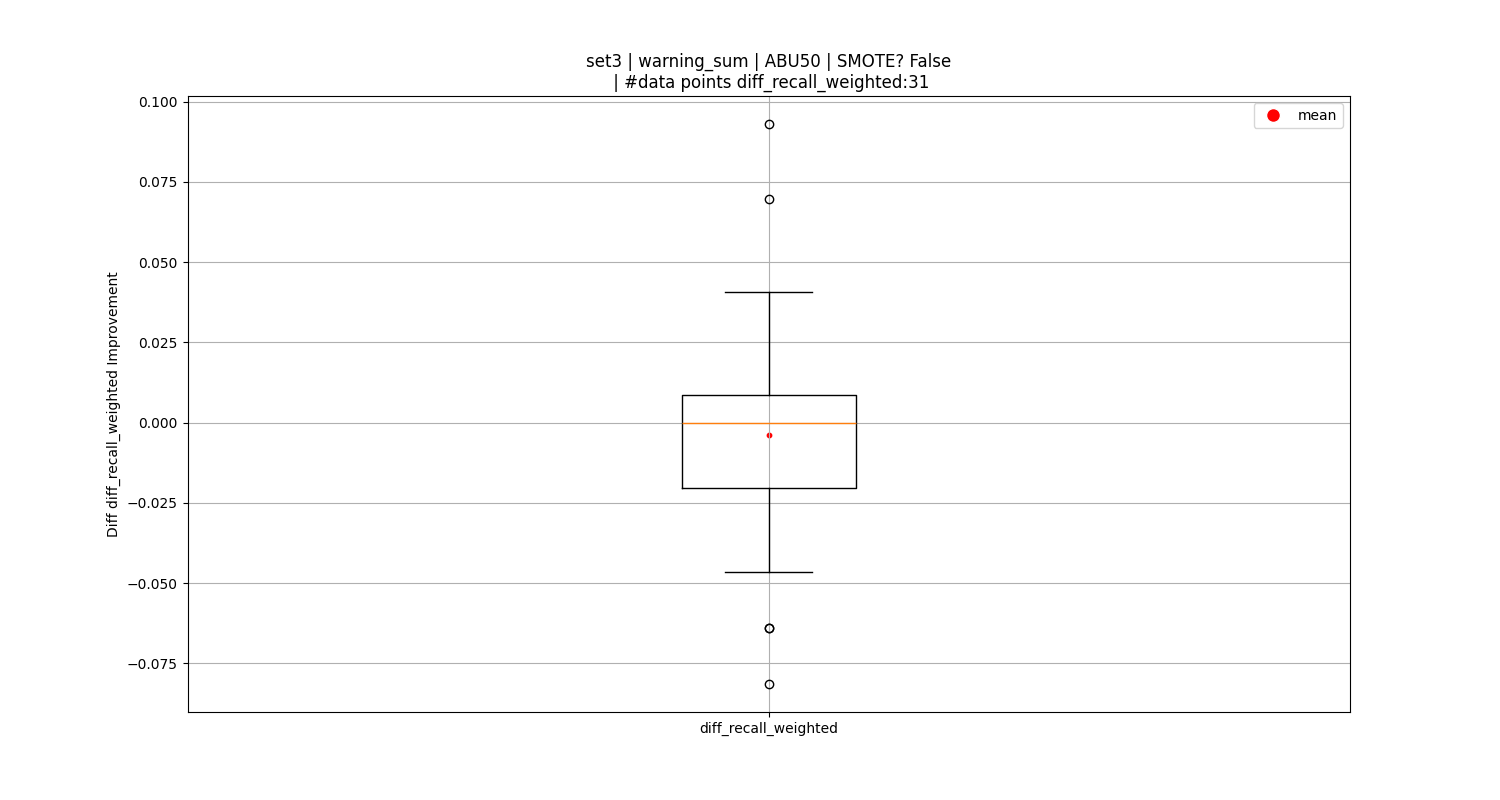 set3 | warning_sum | ABU50 | SMOTE? False
| #data points diff_recall_weighted:31
mean
0.100
0.075
0.050
0.025
0.000
−0.025
−0.050
−0.075
Diff diff_recall_weighted Improvement
diff_recall_weighted